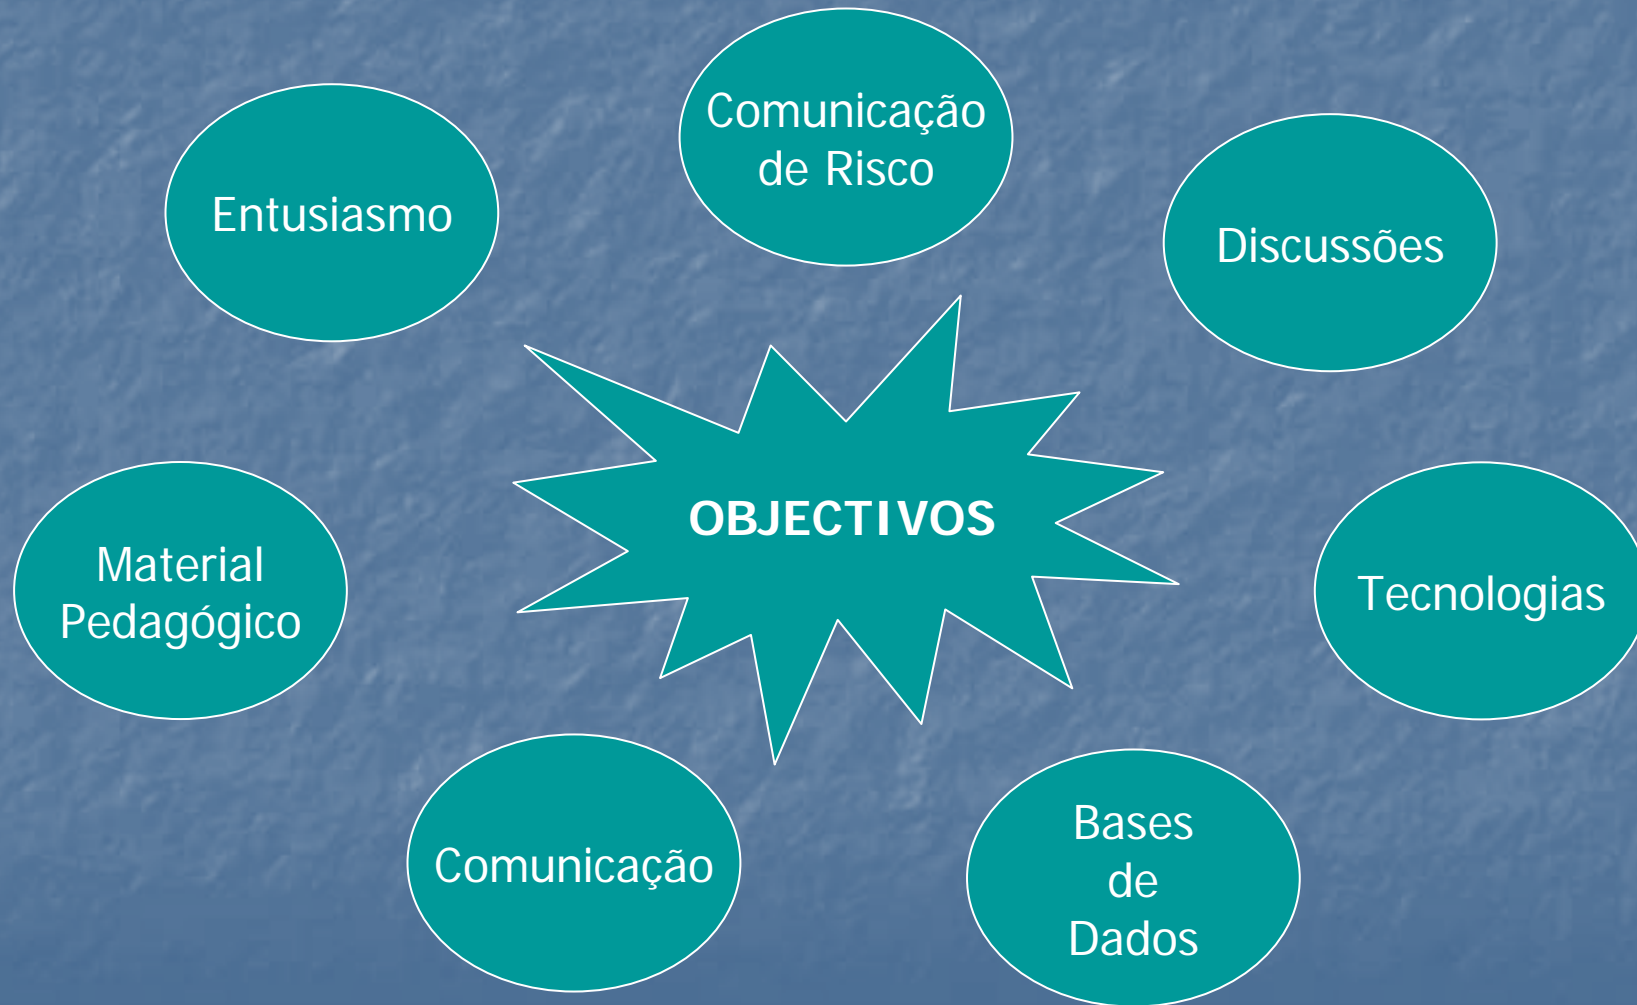 Comunicação
de Risco
Entusiasmo
Discussões
OBJECTIVOS
Material
Pedagógico
Tecnologias
Comunicação
Bases
de
Dados